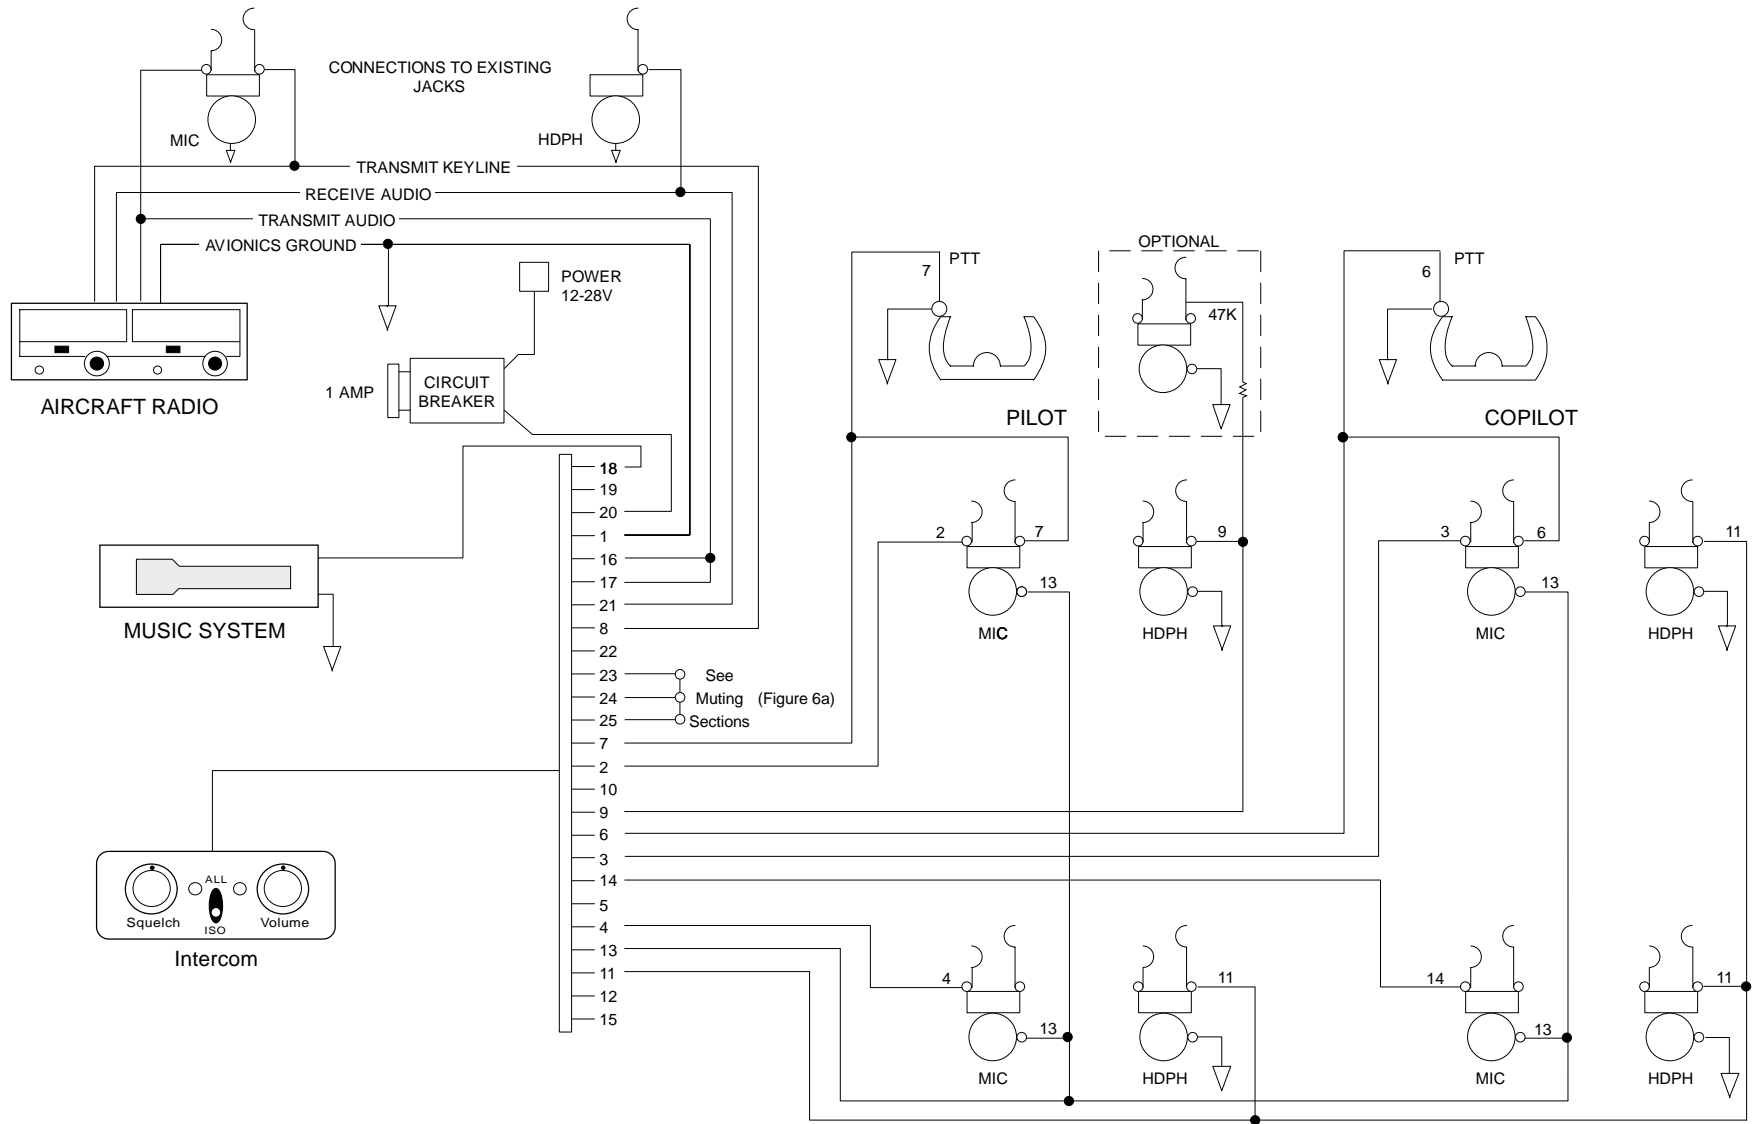 CONNECTIONS TO EXISTING
JACKS
MIC
HDPH
TRANSMIT KEYLINE
RECEIVE AUDIO
TRANSMIT AUDIO
AVIONICS GROUND
POWER
12-28V
1 AMP
CIRCUIT
BREAKER
AIRCRAFT RADIO
MUSIC SYSTEM
Squelch
ALL
ISO
Volume
Intercom
18
19
20
1
16
17
21
8
22
23
24
25
7
2
10
9
6
3
14
5
4
13
11
12
15
See
Muting (Figure 6a)
Sections
7
PTT
PILOT
OPTIONAL
47K
6
PTT
COPILOT
2
7
13
MIC
9
HDPH
3
6
13
MIC
11
HDPH
4
13
MIC
11
HDPH
14
13
MIC
11
HDPH